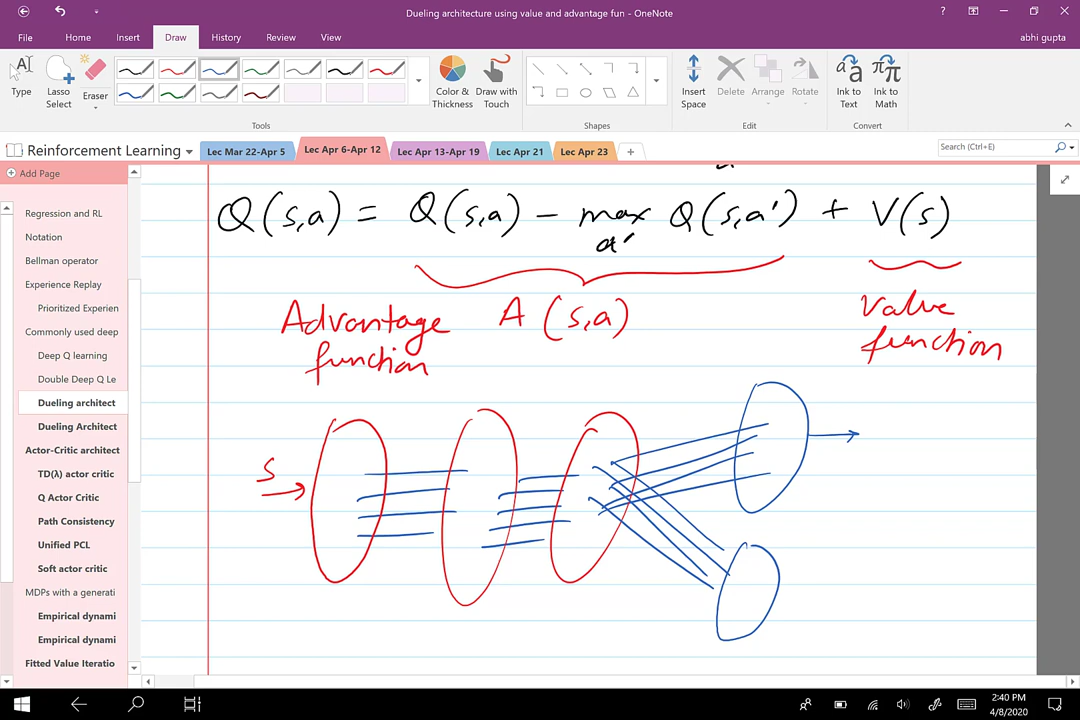 Dueling architecture using value and advantage fun - OneNote
File Home Insert Draw History Review View
abhi gupta
Type
Lasso Select
Eraser
Color & Thickness
Draw with Touch
Insert Space
Delete
Arrange
Rotate
Ink to Text
Ink to Math
Tools
Shapes
Edit
Convert
Reinforcement Learning
Lec Mar 22-Apr 5
Lec Apr 6-Apr 12
Lec Apr 13-Apr 19
Lec Apr 21
Lec Apr 23
Search (Ctrl+E)
Add Page
Regression and RL
Notation
Bellman operator
Experience Replay
Prioritized Experien
Commonly used deep
Deep Q learning
Double Deep Q Le
Dueling architect
Dueling Architect
Actor-Critic architect
TD(λ) actor critic
Q Actor Critic
Path Consistency
Unified PCL
Soft actor critic
MDPs with a generati
Empirical dynami
Empirical dynami
Fitted Value Iteratio
Q(s,a) = Q(s,a) - max Q(s,a') + V(s)
a'
Advantage function
A (s,a)
Value function
S
2:40 PM
4/8/2020